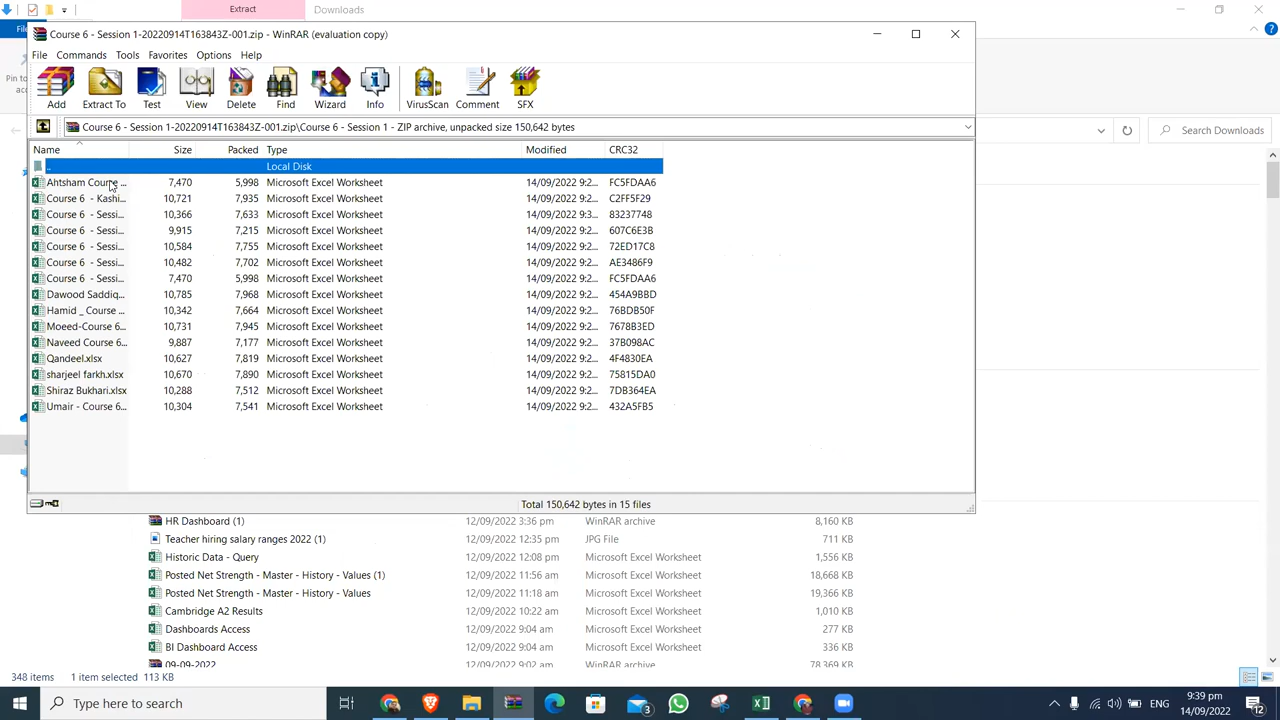 Extract
Downloads
Course 6 - Session 1-20220914T163843Z-001.zip - WinRAR (evaluation copy)
File Commands Tools Favorites Options Help
Add Extract To Test View Delete Find Wizard Info VirusScan Comment SFX
Course 6 - Session 1-20220914T163843Z-001.zip\Course 6 - Session 1 - ZIP archive, unpacked size 150,642 bytes
Search Downloads
Name Size Packed Type Modified CRC32
.. Local Disk
Ahtsham Course ... 7,470 5,998 Microsoft Excel Worksheet 14/09/2022 9:2... FC5FDAA6
Course 6 - Kashi... 10,721 7,935 Microsoft Excel Worksheet 14/09/2022 9:2... C2FF5F29
Course 6 - Sessi... 10,366 7,633 Microsoft Excel Worksheet 14/09/2022 9:3... 83237748
Course 6 - Sessi... 9,915 7,215 Microsoft Excel Worksheet 14/09/2022 9:2... 607C6E3B
Course 6 - Sessi... 10,584 7,755 Microsoft Excel Worksheet 14/09/2022 9:2... 72ED17C8
Course 6 - Sessi... 10,482 7,702 Microsoft Excel Worksheet 14/09/2022 9:2... AE3486F9
Course 6 - Sessi... 7,470 5,998 Microsoft Excel Worksheet 14/09/2022 9:2... FC5FDAA6
Dawood Saddiq... 10,785 7,968 Microsoft Excel Worksheet 14/09/2022 9:2... 454A9BBD
Hamid _ Course ... 10,342 7,664 Microsoft Excel Worksheet 14/09/2022 9:2... 76BDB50F
Moeed-Course 6... 10,731 7,945 Microsoft Excel Worksheet 14/09/2022 9:2... 7678B3ED
Naveed Course 6... 9,887 7,177 Microsoft Excel Worksheet 14/09/2022 9:2... 37B098AC
Qandeel.xlsx 10,627 7,819 Microsoft Excel Worksheet 14/09/2022 9:2... 4F4830EA
sharjeel farkh.xlsx 10,670 7,890 Microsoft Excel Worksheet 14/09/2022 9:2... 75815DA0
Shiraz Bukhari.xlsx 10,288 7,512 Microsoft Excel Worksheet 14/09/2022 9:2... 7DB364EA
Umair - Course 6... 10,304 7,541 Microsoft Excel Worksheet 14/09/2022 9:2... 432A5FB5
Total 150,642 bytes in 15 files
HR Dashboard (1) 12/09/2022 3:36 pm WinRAR archive 8,160 KB
Teacher hiring salary ranges 2022 (1) 12/09/2022 12:35 pm JPG File 711 KB
Historic Data - Query 12/09/2022 12:08 pm Microsoft Excel Worksheet 1,556 KB
Posted Net Strength - Master - History - Values (1) 12/09/2022 11:56 am Microsoft Excel Worksheet 18,668 KB
Posted Net Strength - Master - History - Values 12/09/2022 11:18 am Microsoft Excel Worksheet 19,366 KB
Cambridge A2 Results 12/09/2022 10:22 am Microsoft Excel Worksheet 1,010 KB
Dashboards Access 12/09/2022 9:04 am Microsoft Excel Worksheet 277 KB
BI Dashboard Access 12/09/2022 9:04 am Microsoft Excel Worksheet 336 KB
09-09-2022 12/09/2022 9:02 am WinRAR archive 78,369 KB
348 items 1 item selected 113 KB
Type here to search
3
ENG
9:39 pm
14/09/2022
12